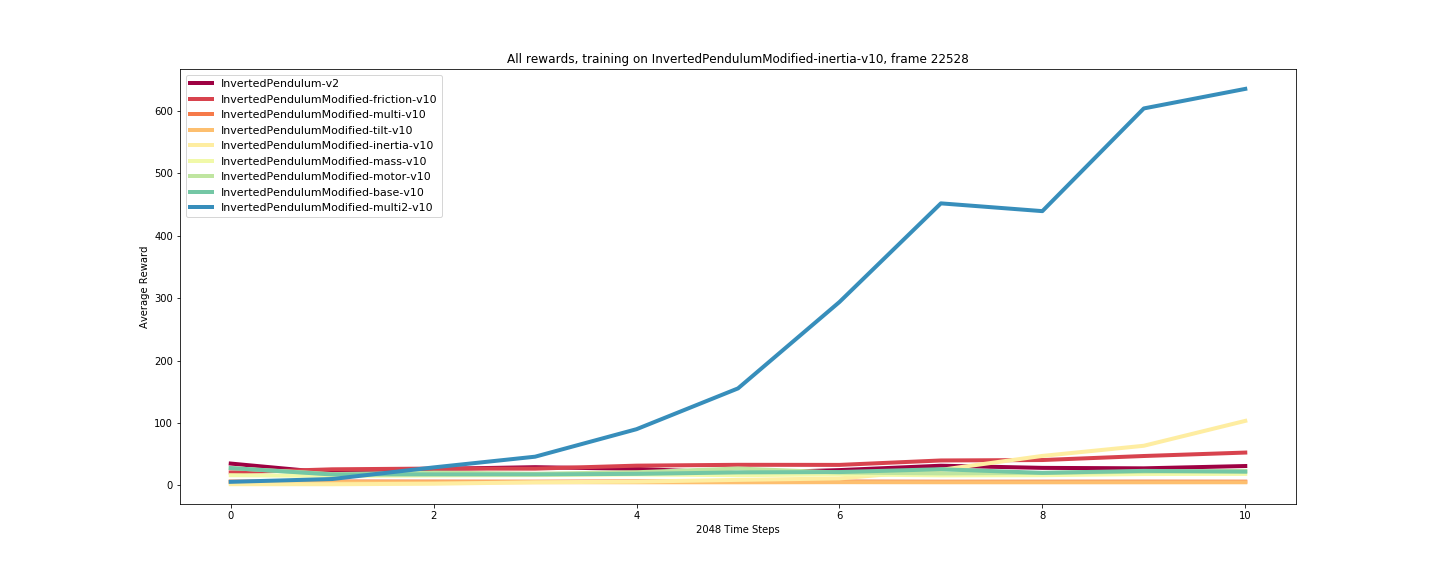 All rewards, training on InvertedPendulumModified-inertia-v10, frame 22528
InvertedPendulum-v2
InvertedPendulumModified-friction-v10
InvertedPendulumModified-multi-v10
InvertedPendulumModified-tilt-v10
InvertedPendulumModified-inertia-v10
InvertedPendulumModified-mass-v10
InvertedPendulumModified-motor-v10
InvertedPendulumModified-base-v10
InvertedPendulumModified-multi2-v10
600
500
400
300
200
100
0
Average Reward
0 2 4 6 8 10
2048 Time Steps